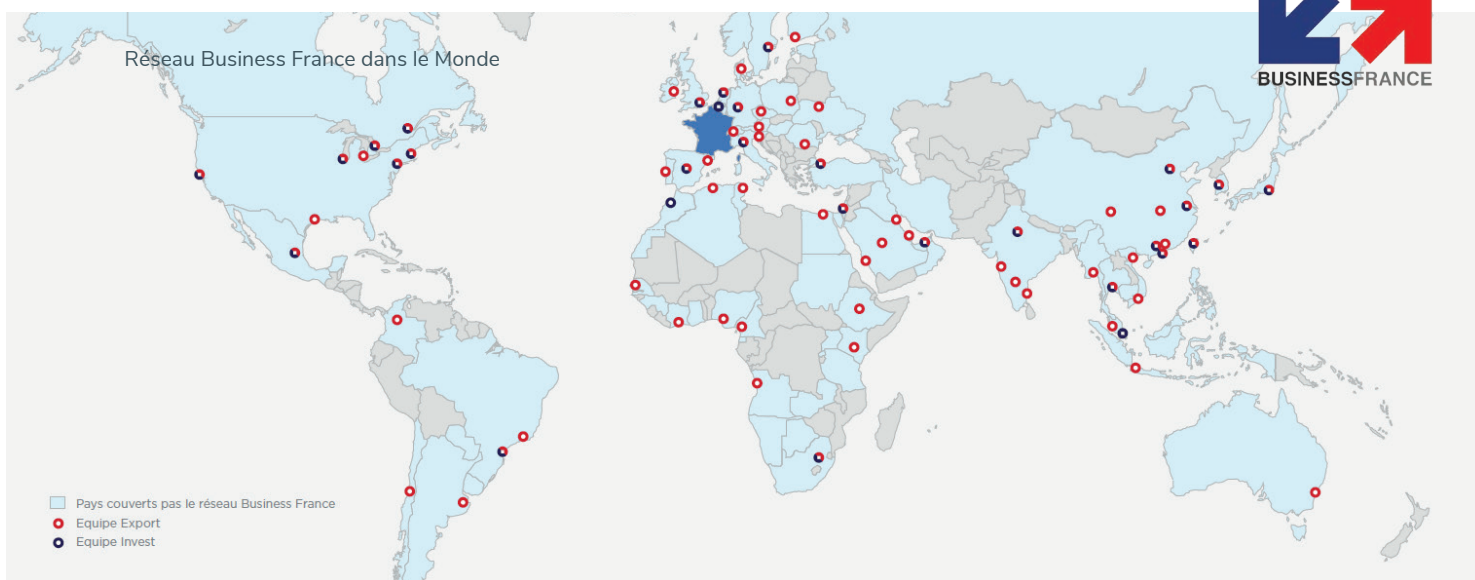 Réseau Business France dans le Monde
BUSINESSFRANCE
Pays couverts pas le réseau Business France
Equipe Export
Equipe Invest